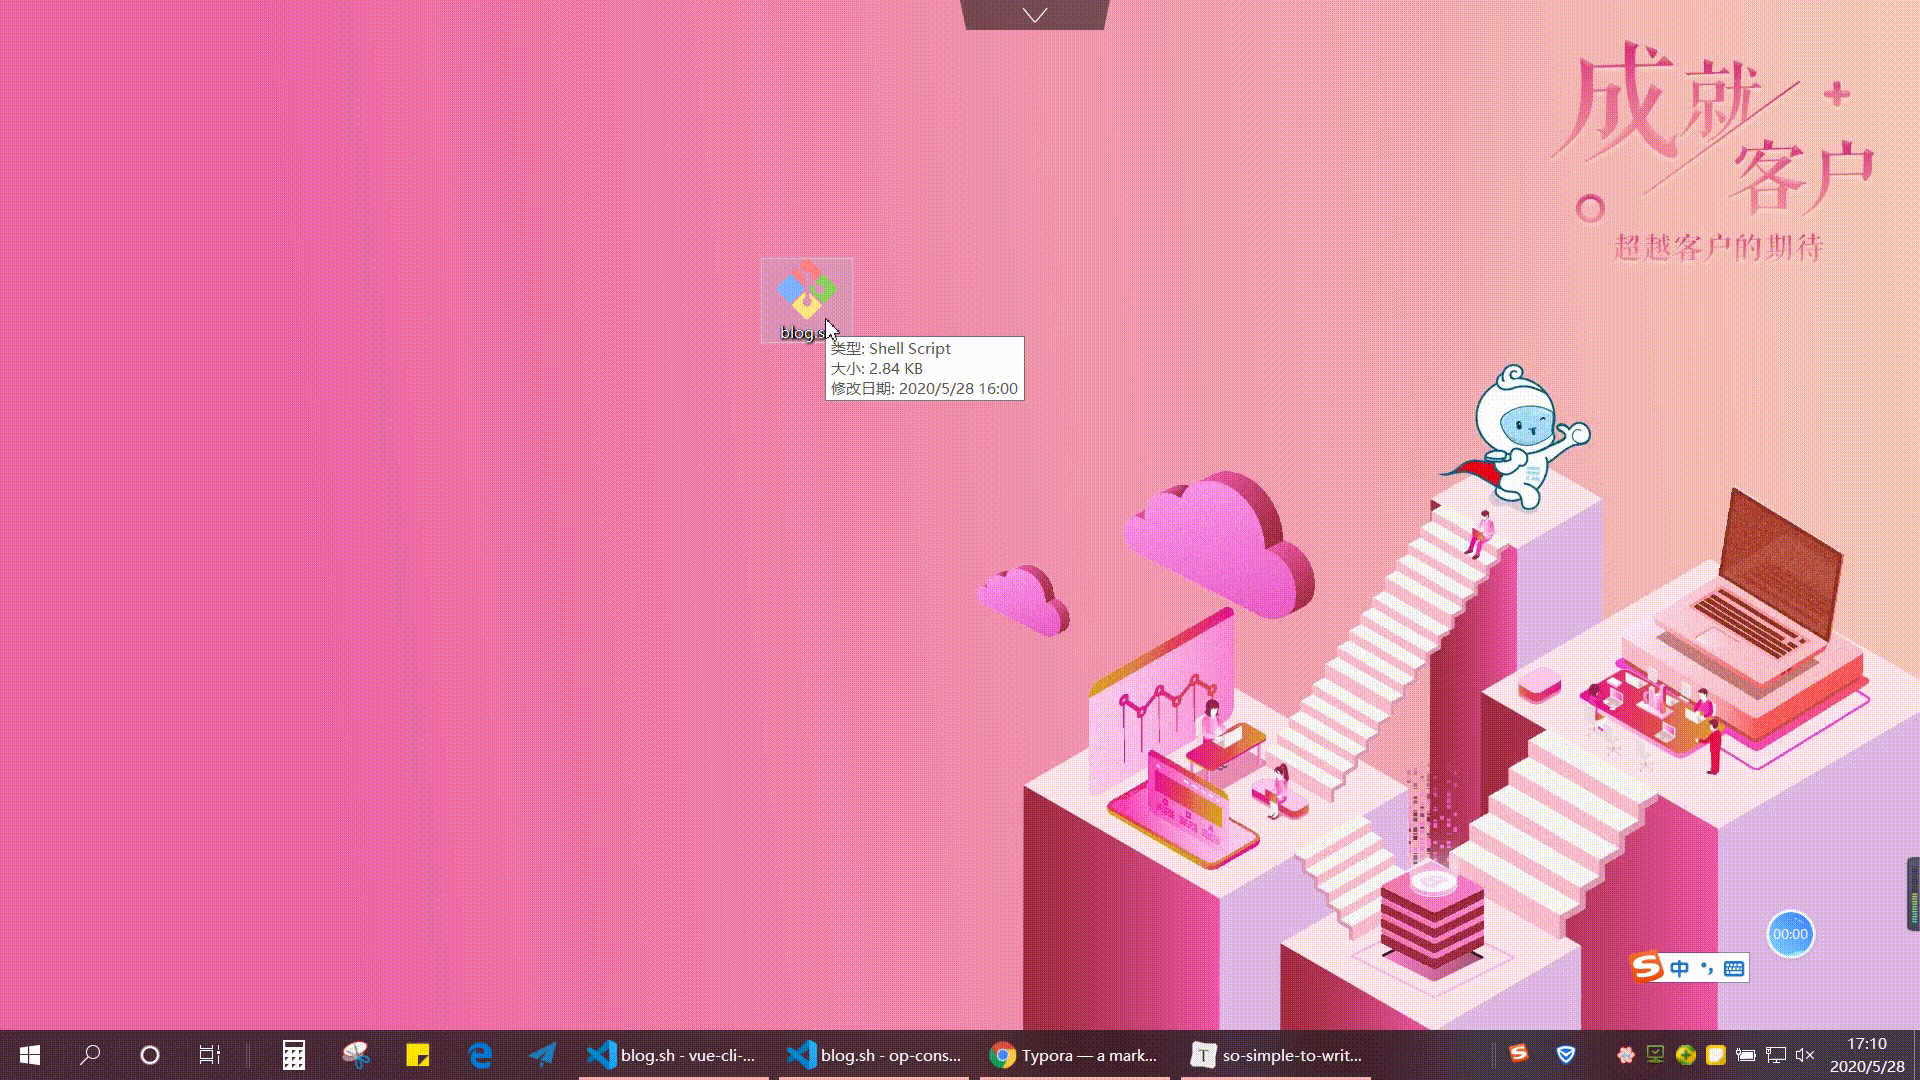 成就
客户
超越客户的期待
blog.s
类型: Shell Script
大小: 2.84 KB
修改日期: 2020/5/28 16:00
00:00
S 中
blog.sh - vue-cli-...
blog.sh - op-cons...
Typora — a mark...
T so-simple-to-writ...
17:10
2020/5/28